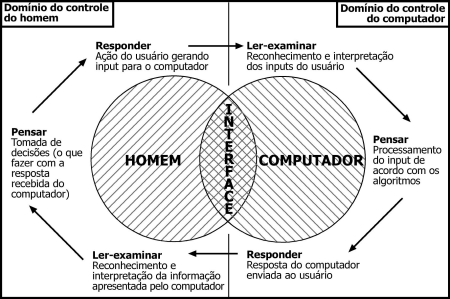 Domínio do controle
do homem
Domínio do controle
do computador
Responder
Ação do usuário gerando
input para o computador
Ler-examinar
Reconhecimento e interpretação
dos inputs do usuário
Pensar
Tomada de
decisões (o que
fazer com a
resposta
recebida do
computador)
HOMEM
INTERFACE
COMPUTADOR
Pensar
Processamento
do input de
acordo com os
algoritmos
Ler-examinar
Reconhecimento e
interpretação da informação
apresentada pelo computador
Responder
Resposta do computador
enviada ao usuário